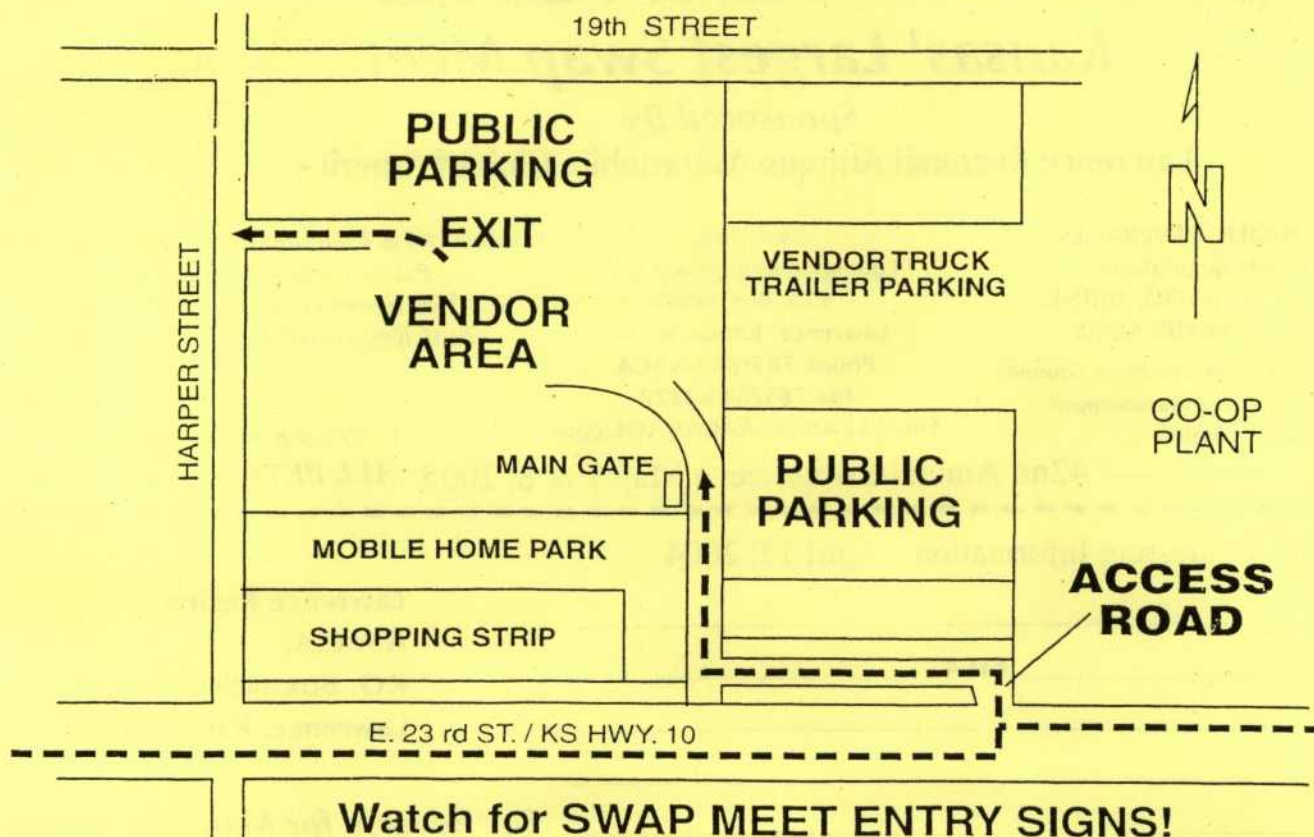 19th STREET
PUBLIC
PARKING
EXIT
HARPER STREET
VENDOR
AREA
VENDOR TRUCK
TRAILER PARKING
N
CO-OP
PLANT
MAIN GATE
PUBLIC
PARKING
MOBILE HOME PARK
SHOPPING STRIP
ACCESS
ROAD
E. 23 rd ST. / KS HWY. 10
Watch for SWAP MEET ENTRY SIGNS!